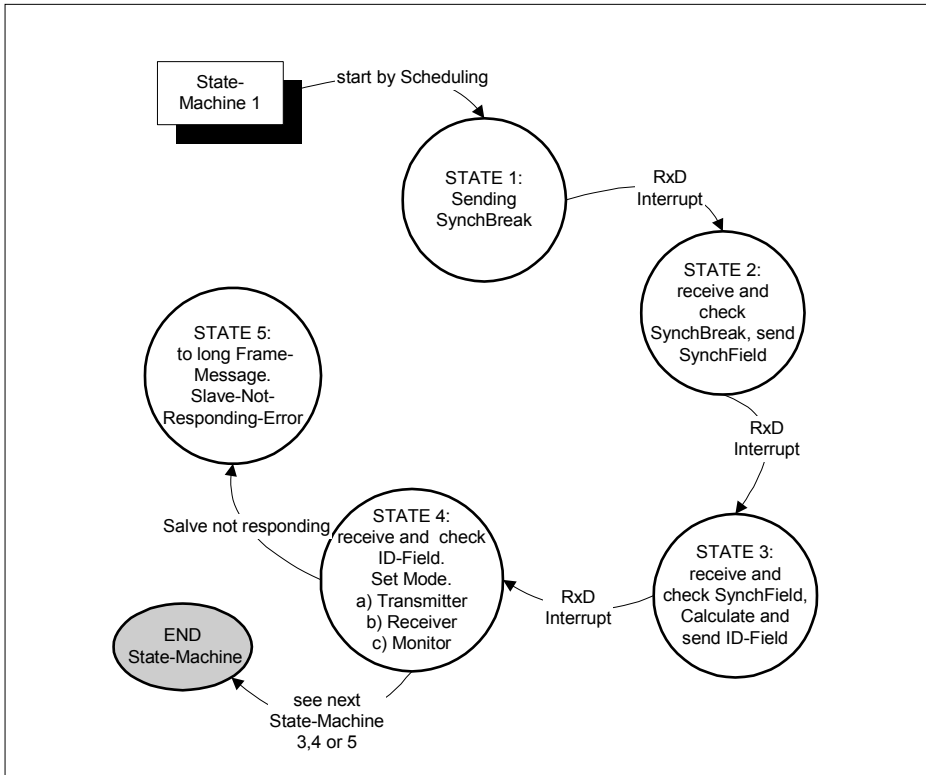 State-
Machine 1
start by Scheduling
STATE 1:
Sending
SynchBreak
RxD
Interrupt
STATE 2:
receive and
check
SynchBreak, send
SynchField
RxD
Interrupt
STATE 3:
receive and
check SynchField,
Calculate and
send ID-Field
RxD
Interrupt
STATE 4:
receive and check
ID-Field.
Set Mode.
a) Transmitter
b) Receiver
c) Monitor
Salve not responding
STATE 5:
to long Frame-
Message.
Slave-Not-
Responding-Error
see next
State-Machine
3,4 or 5
END
State-Machine